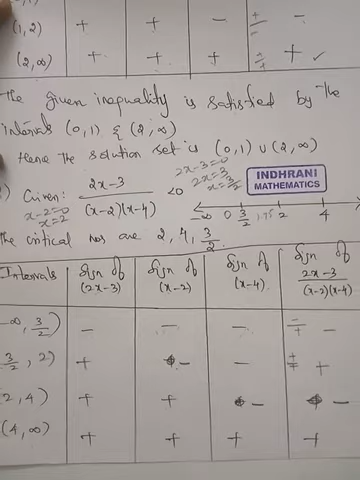 (1, 2) + + - +/- -
(2, ∞) + + + +/+ + ✓
The given inequality is satisfied by the
intervals (0,1) & (2, ∞)
Hence the solution set is (0,1) ∪ (2, ∞)
) Given: 2x-3/(x-2)(x-4) <0
2x-3=0
2x=3
x=3/2
x-2=0
x=2
INDHRANI
MATHEMATICS
-∞ 0 3/2 1.75 2 4
the critical nos are 2, 4, 3/2.
Intervals Sign of (2x-3) Sign of (x-2) Sign of (x-4) Sign of 2x-3/(x-2)(x-4)
-∞, 3/2) - - - -/+ -
3/2, 2) + - - +/+ +
2, 4) + + - -
(4, ∞) + + + +